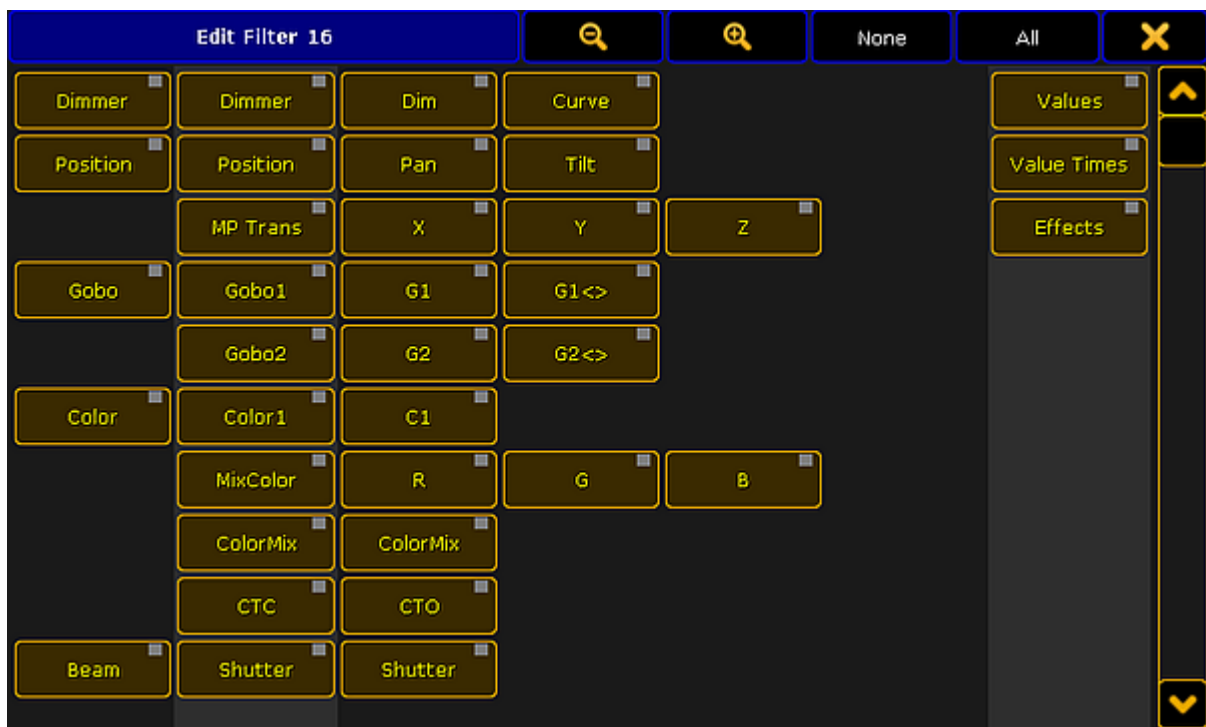 Edit Filter 16 None All
Dimmer Dimmer Dim Curve Values
Position Position Pan Tilt Value Times
MP Trans X Y Z Effects
Gobo Gobo1 G1 G1<>
Gobo2 G2 G2<>
Color Color1 C1
MixColor R G B
ColorMix ColorMix
CTC CTO
Beam Shutter Shutter